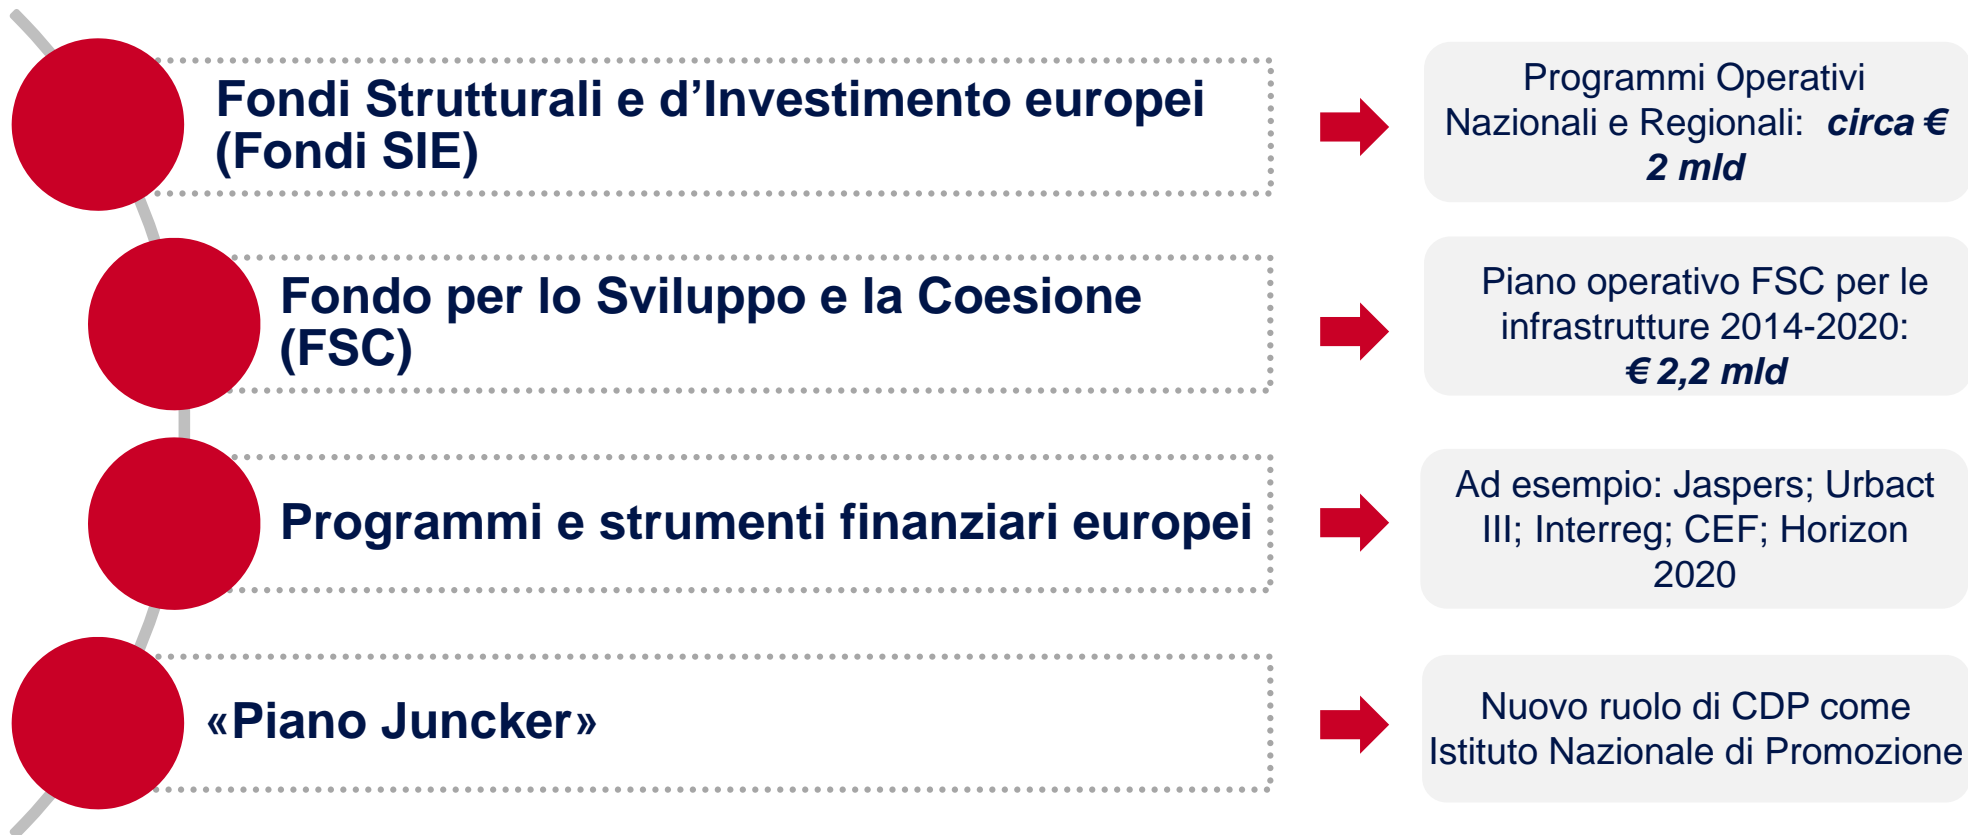 Fondi Strutturali e d’Investimento europei
(Fondi SIE)
Programmi Operativi
Nazionali e Regionali: circa €
2 mld
Fondo per lo Sviluppo e la Coesione
(FSC)
Piano operativo FSC per le
infrastrutture 2014-2020:
€ 2,2 mld
Programmi e strumenti finanziari europei
Ad esempio: Jaspers; Urbact
III; Interreg; CEF; Horizon
2020
«Piano Juncker»
Nuovo ruolo di CDP come
Istituto Nazionale di Promozione